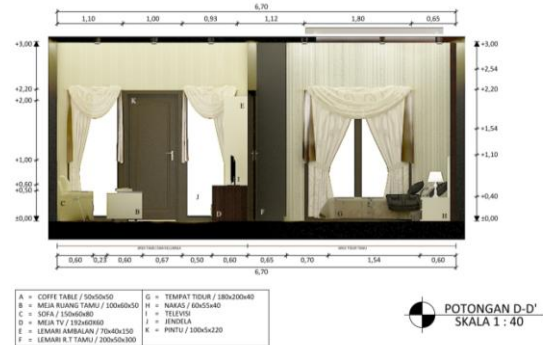 6,70
1,10 1,00 0,93 1,12 1,80 0,65
+3,00 +3,00
+2,54
+2,20 +2,20
+2,00
+1,54
+1,00 +1,10
+0,60
+0,50 +0,40
±0,00 ±0,00
K
E
I
J
C B D F G L H
0,60 0,23 0,60 0,67 0,50 0,60 0,65 0,70 1,54 0,60
6,70
A = COFFE TABLE / 50x50x50
B = MEJA RUANG TAMU / 100x60x50
C = SOFA / 150x60x80
D = MEJA TV / 192x60X60
E = LEMARI AMBALAN / 70x40x150
F = LEMARI R.T TAMU / 200x50x300
G = TEMPAT TIDUR / 180x200x40
H = NAKAS / 60x55x40
I = TELEVISI
J = JENDELA
K = PINTU / 100x5x220
POTONGAN D-D'
SKALA 1 : 40